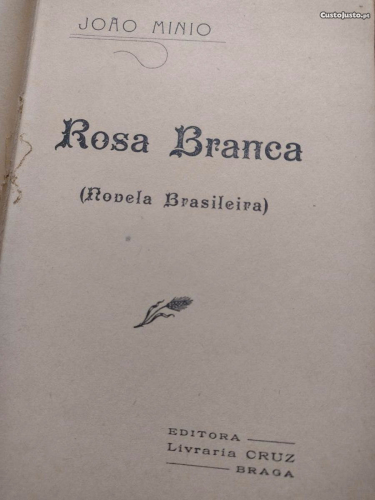 CustoJusto.pt
JOÃO MINIO
Rosa Branca
(Novela Brasileira)
EDITORA
Livraria CRUZ
BRAGA